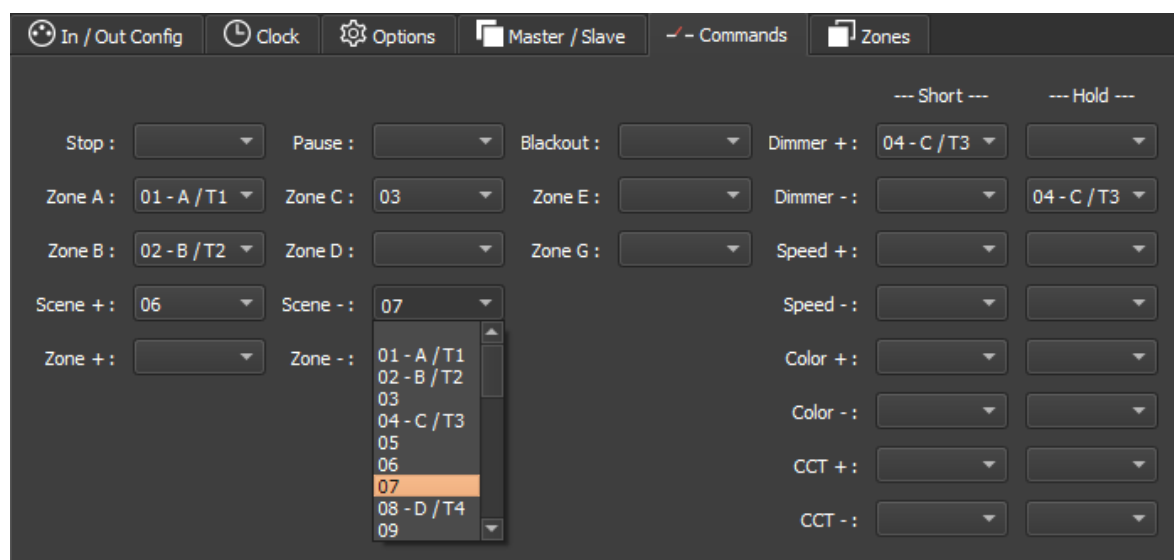 In / Out Config Clock Options Master / Slave Commands Zones
--- Short --- --- Hold ---
Stop : Pause : Blackout : Dimmer + : 04 - C / T3
Zone A : 01 - A / T1 Zone C : 03 Zone E : Dimmer - : 04 - C / T3
Zone B : 02 - B / T2 Zone D : Zone G : Speed + :
Scene + : 06 Scene - : 07 Speed - :
Zone + : Zone - : Color + :
01 - A / T1
02 - B / T2
03
04 - C / T3
05
06
07
08 - D / T4
09
Color - :
CCT + :
CCT - :